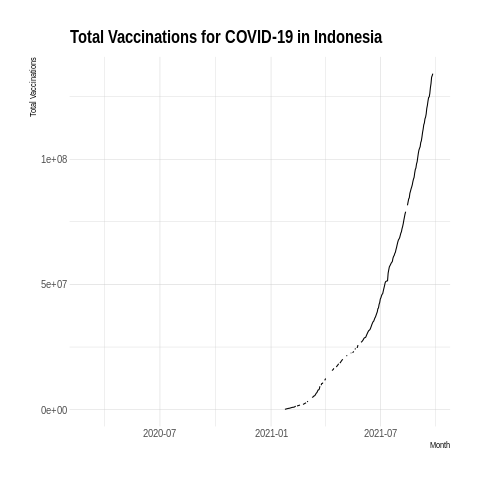 Total Vaccinations for COVID-19 in Indonesia
Total Vaccinations
1e+08
5e+07
0e+00
2020-07
2021-01
2021-07
Month